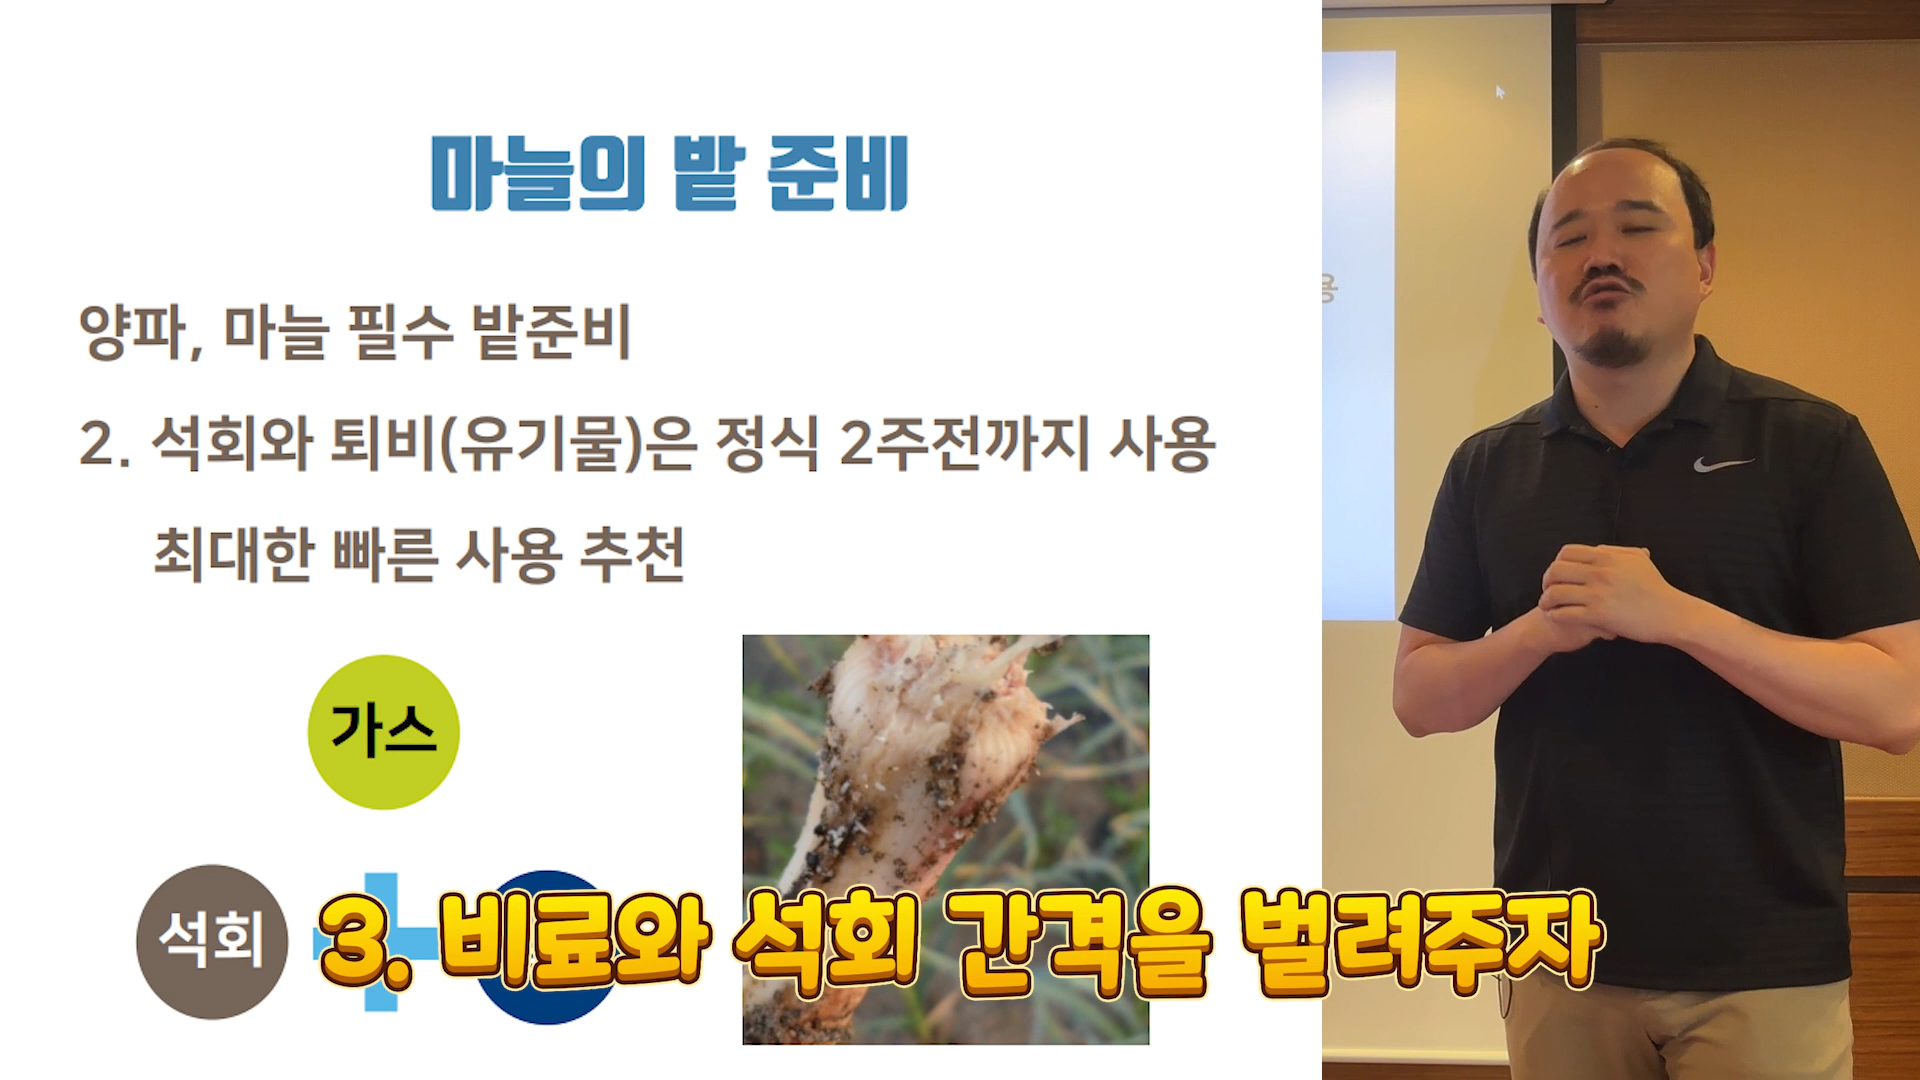 마늘의 밭 준비
양파, 마늘 필수 밭준비
2. 석회와 퇴비(유기물)은 정식 2주전까지 사용
최대한 빠른 사용 추천
용
가스
석회
3. 비료와 석회 간격을 벌려주자